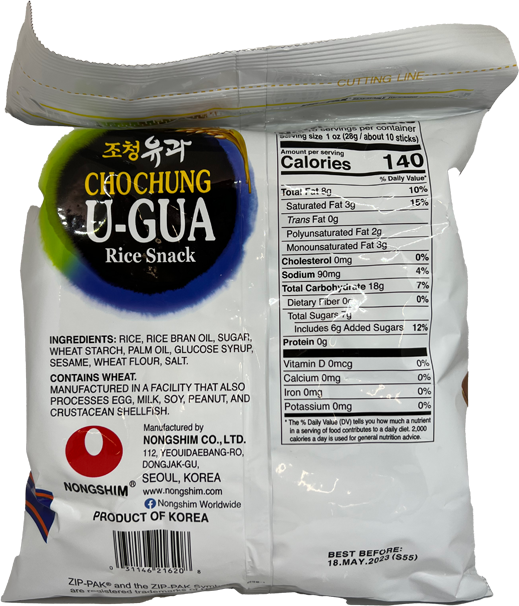 CUTTING LINE
조청유과
CHOCHUNG
U-GUA
Rice Snack
INGREDIENTS: RICE, RICE BRAN OIL, SUGAR,
WHEAT STARCH, PALM OIL, GLUCOSE SYRUP,
SESAME, WHEAT FLOUR, SALT.
CONTAINS WHEAT.
MANUFACTURED IN A FACILITY THAT ALSO
PROCESSES EGG, MILK, SOY, PEANUT, AND
CRUSTACEAN SHELLFISH.
NONGSHIM®
Manufactured by
NONGSHIM CO., LTD.
112, YEOUIDAEBANG-RO,
DONGJAK-GU,
SEOUL, KOREA
www.nongshim.com
Nongshim Worldwide
PRODUCT OF KOREA
0 31146 21620 8
ZIP-PAK® and the ZIP-PAK
are registered
servings per container
Serving size 1 oz (28g / about 10 sticks)
Amount per serving
Calories 140
% Daily Value*
Total Fat 8g 10%
Saturated Fat 3g 15%
Trans Fat 0g
Polyunsaturated Fat 2g
Monounsaturated Fat 3g
Cholesterol 0mg 0%
Sodium 90mg 4%
Total Carbohydrate 18g 7%
Dietary Fiber 0g 0%
Total Sugars 7g
Includes 6g Added Sugars 12%
Protein 0g
Vitamin D 0mcg 0%
Calcium 0mg 0%
Iron 0mg 0%
Potassium 0mg 0%
* The % Daily Value (DV) tells you how much a nutrient
in a serving of food contributes to a daily diet. 2,000
calories a day is used for general nutrition advice.
BEST BEFORE:
18.MAY.2023 (S55)